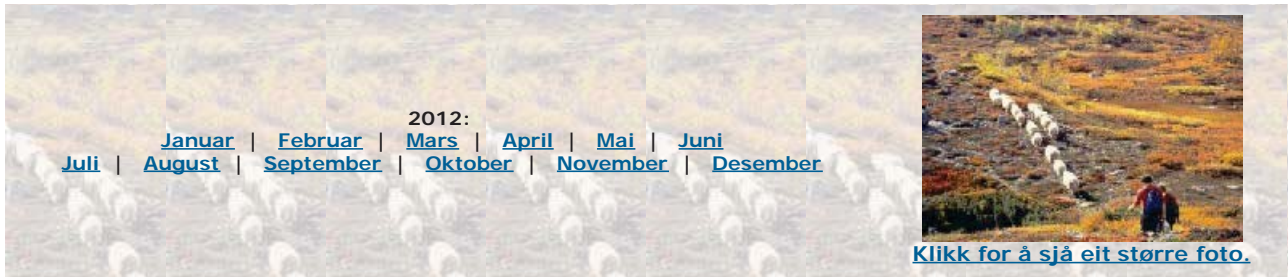 2012:
Januar | Februar | Mars | April | Mai | Juni
Juli | August | September | Oktober | November | Desember
Klikk for å sjå eit større foto.